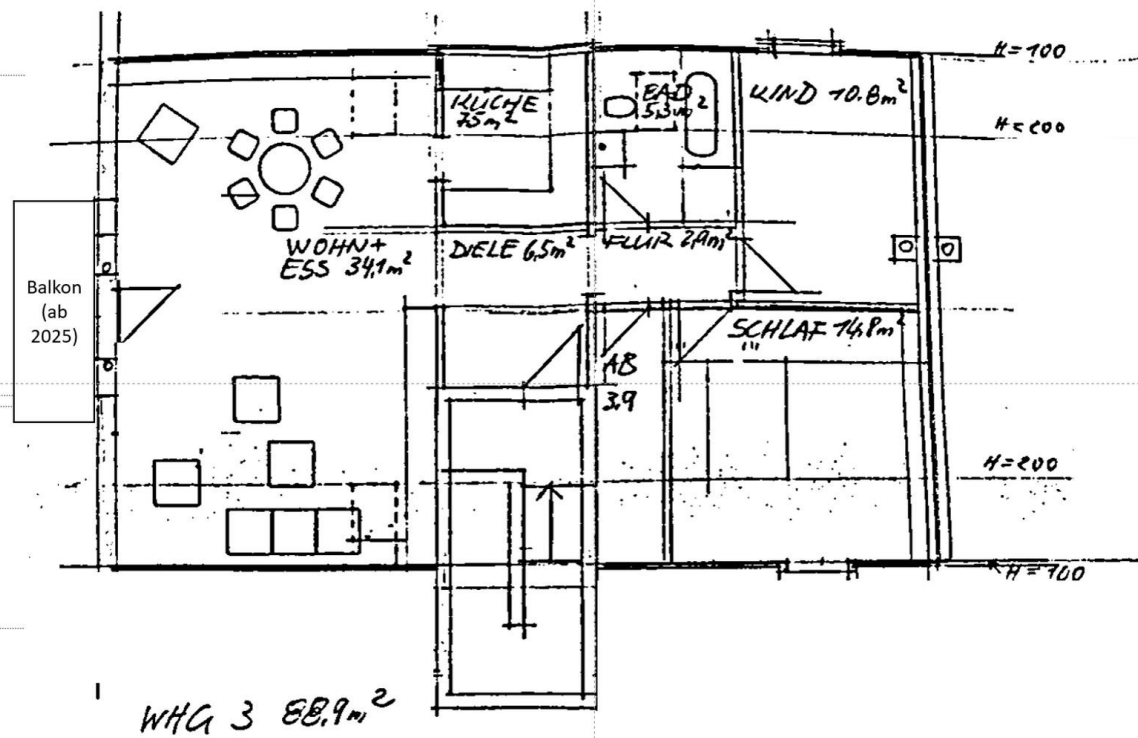 H=100
KÜCHE
7,5m²
BAD
5,3m²
KIND 10.8m²
H=200
WOHN+
ESS 34,1m²
DIELE 6,5m²
FLUR 2,9m²
Balkon
(ab
2025)
SCHLAF 14,8m²
AB
3,9
H=200
H=100
WHG 3 88,9m²